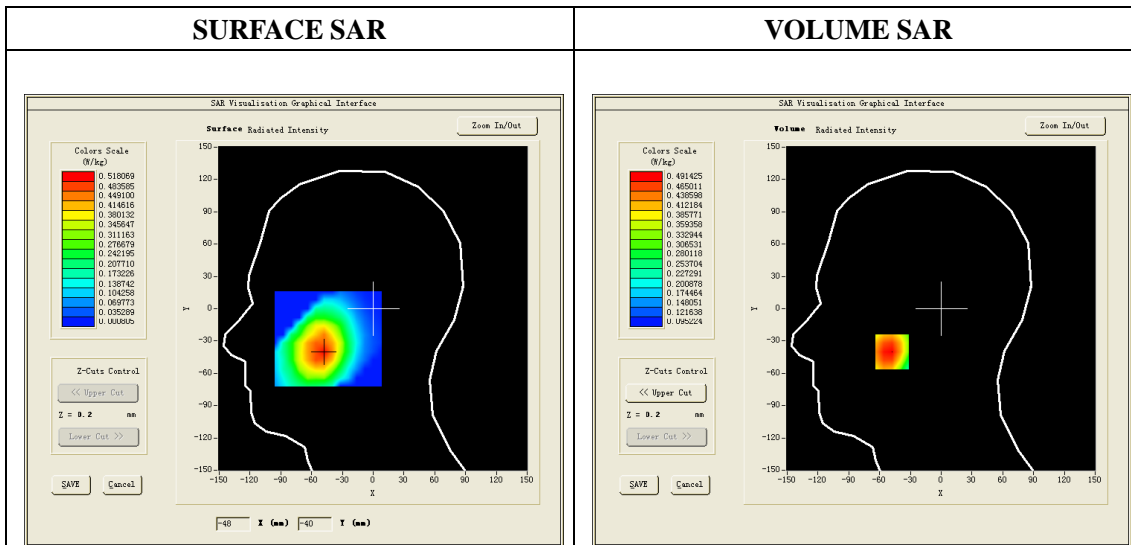 SURFACE SAR
VOLUME SAR
SAR Visualisation Graphical Interface
Surface Radiated Intensity
Zoom In/Out
Colors Scale
(W/kg)
0.518069
0.483585
0.449100
0.414616
0.380132
0.345647
0.311163
0.276679
0.242195
0.207710
0.173226
0.138742
0.104258
0.069773
0.035289
0.000805
150
120
90
60
30
0
-30
-60
-90
-120
-150
Y
-150 -120 -90 -60 -30 0 30 60 90 120 150
X
Z-Cuts Control
<< Upper Cut
Z = 0.2 mm
Lower Cut >>
SAVE Cancel
-48 X (mm) -40 Y (mm)
SAR Visualisation Graphical Interface
Volume Radiated Intensity
Zoom In/Out
Colors Scale
(W/kg)
0.491425
0.465011
0.438598
0.412184
0.385771
0.359358
0.332944
0.306531
0.280118
0.253704
0.227291
0.200878
0.174464
0.148051
0.121638
0.095224
150
120
90
60
30
0
-30
-60
-90
-120
-150
Y
-150 -120 -90 -60 -30 0 30 60 90 120 150
X
Z-Cuts Control
<< Upper Cut
Z = 0.2 mm
Lower Cut >>
SAVE Cancel